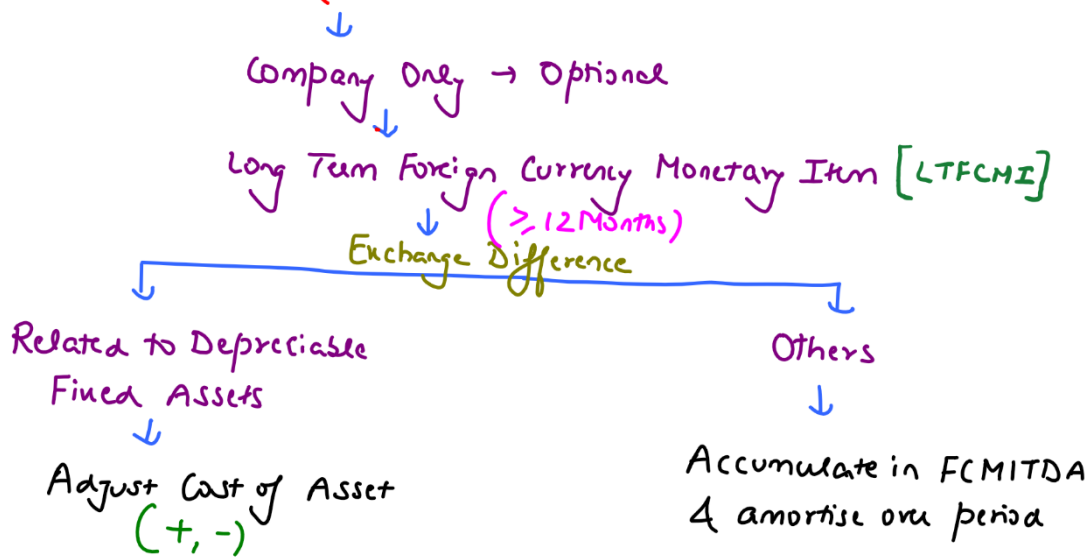 Company Only → Optional
Long Term Foreign Currency Monetary Item [LTFCMI]
(≥ 12 Months)
Exchange Difference
Related to Depreciable
Fixed Assets
Others
Adjust Cost of Asset
(+, -)
Accumulate in FCMITDA
& amortise over period